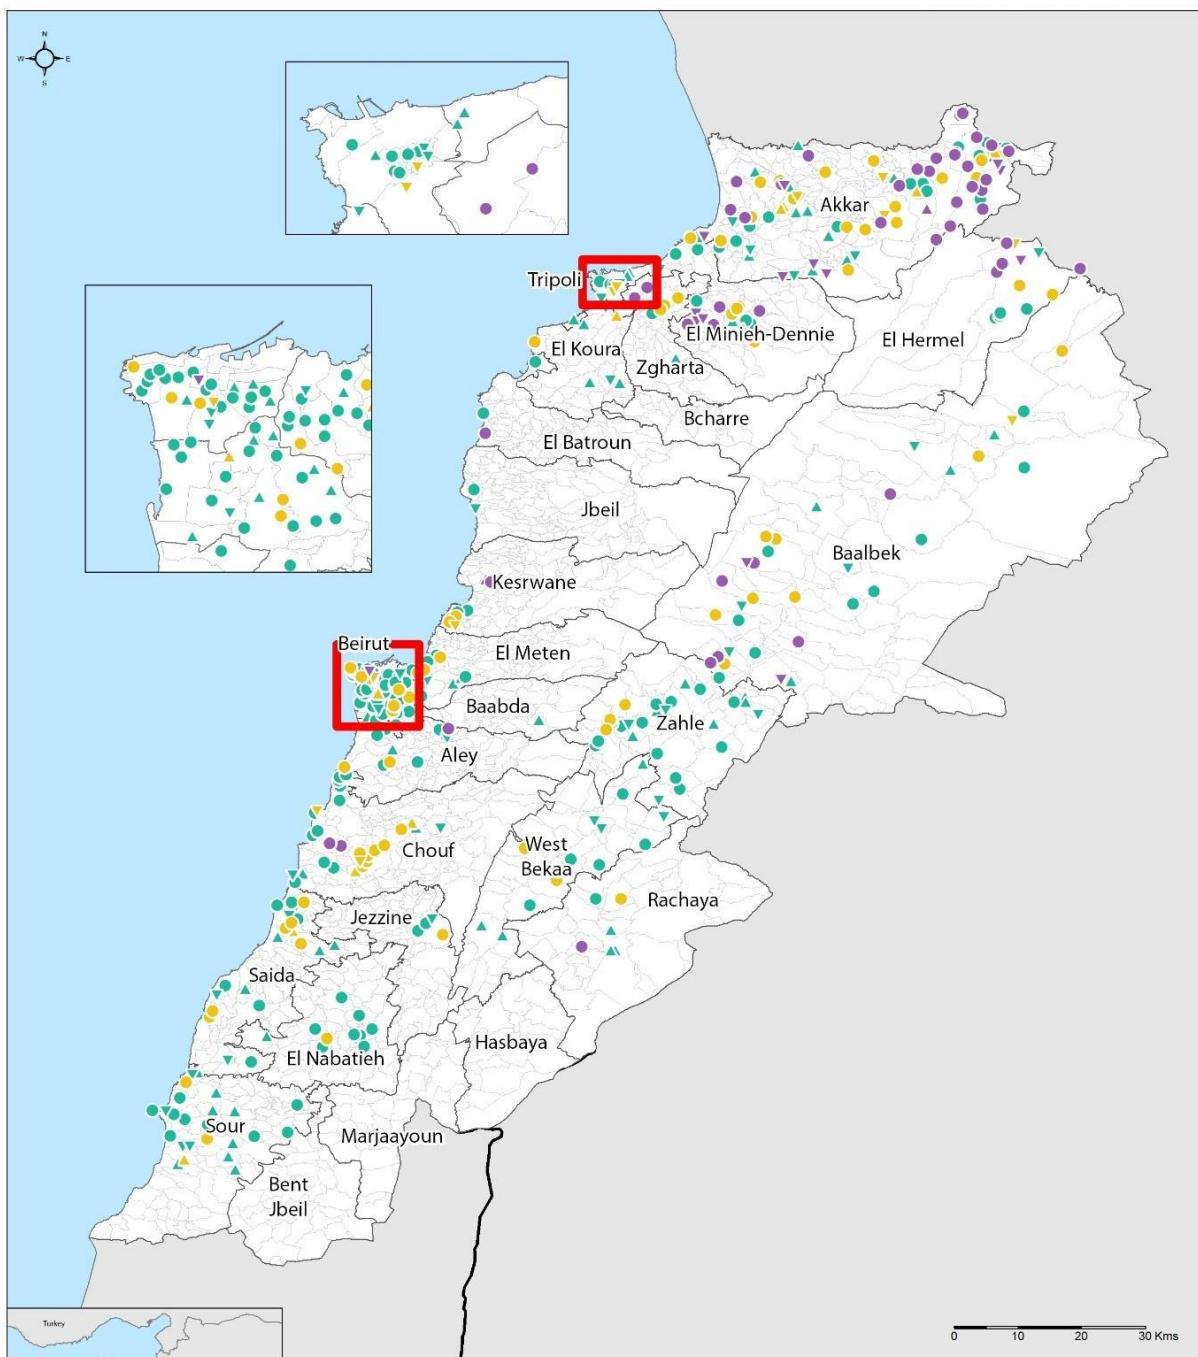 N
W E
S
Akkar
Tripoli
El Minieh-Dennie
El Hermel
El Koura
Zgharta
Bcharre
El Batroun
Jbeil
Baalbek
Kesrwane
Beirut
El Meten
Baabda
Zahle
Aley
Chouf
West
Bekaa
Rachaya
Jezzine
Saida
Hasbaya
El Nabatieh
Sour
Marjaayoun
Bent
Jbeil
Turkey
0 10 20 30 Kms